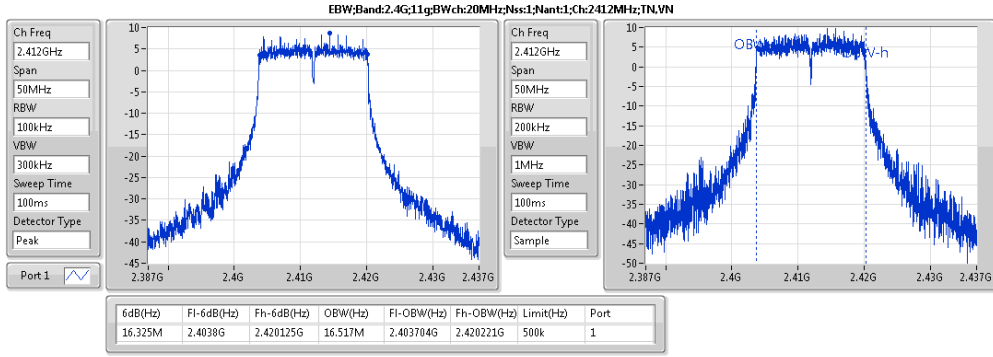 EBW;Band:2.4G;11g;BWch:20MHz;Nss:1;Nant:1;Ch:2412MHz;TN,VN
Ch Freq
2.412GHz
Span
50MHz
RBW
100kHz
VBW
300kHz
Sweep Time
100ms
Detector Type
Peak
Port 1
10
5
0
-5
-10
-15
-20
-25
-30
-35
-40
-45
2.387G 2.4G 2.41G 2.42G 2.437G
Ch Freq
2.412GHz
Span
50MHz
RBW
200kHz
VBW
1MHz
Sweep Time
100ms
Detector Type
Sample
10
5
0
-5
-10
-15
-20
-25
-30
-35
-40
-45
-50
2.387G 2.4G 2.41G 2.42G 2.437G
6dB(Hz) Fl-6dB(Hz) Fh-6dB(Hz) OBW(Hz) Fl-OBW(Hz) Fh-OBW(Hz) Limit(Hz) Port
16.325M 2.4038G 2.420125G 16.517M 2.403704G 2.420221G 500k 1